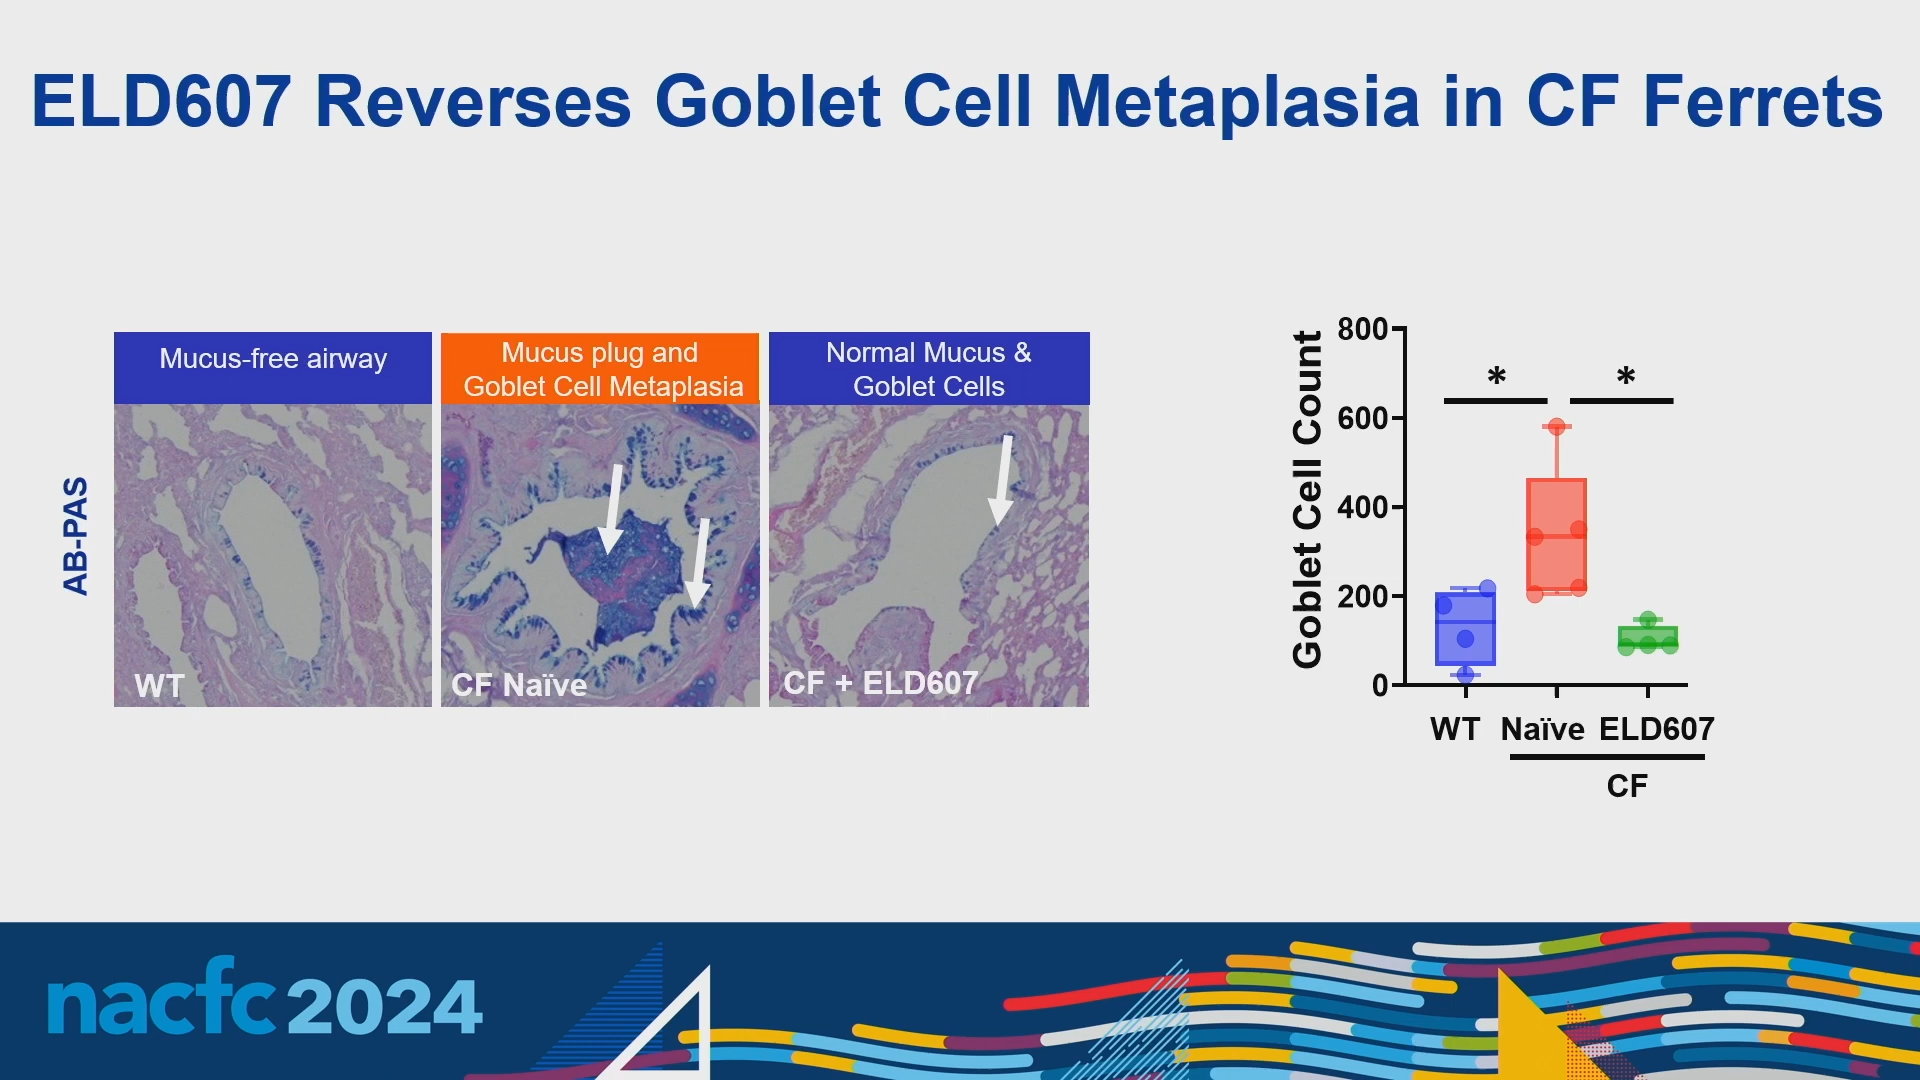 ELD607 Reverses Goblet Cell Metaplasia in CF Ferrets
AB-PAS
Mucus-free airway
WT
Mucus plug and
Goblet Cell Metaplasia
CF Naïve
Normal Mucus &
Goblet Cells
CF + ELD607
Goblet Cell Count
800
600
400
200
0
*
*
WT Naïve ELD607
CF
nacfc 2024